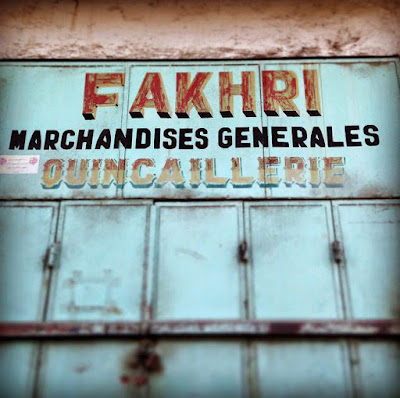 FAKHRI
MARCHANDISES GENERALES
QUINCAILLERIE